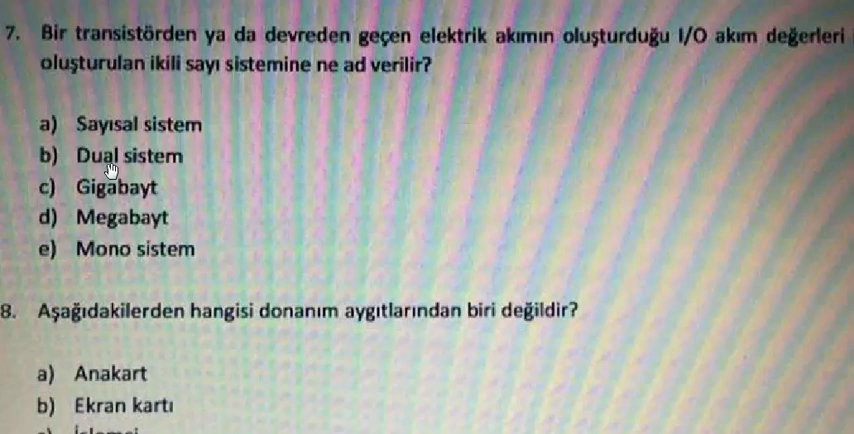 7. Bir transistörden ya da devreden geçen elektrik akımın oluşturduğu I/O akım değerleri
oluşturulan ikili sayı sistemine ne ad verilir?
a) Sayısal sistem
b) Dual sistem
c) Gigabayt
d) Megabayt
e) Mono sistem
8. Aşağıdakilerden hangisi donanım aygıtlarından biri değildir?
a) Anakart
b) Ekran kartı